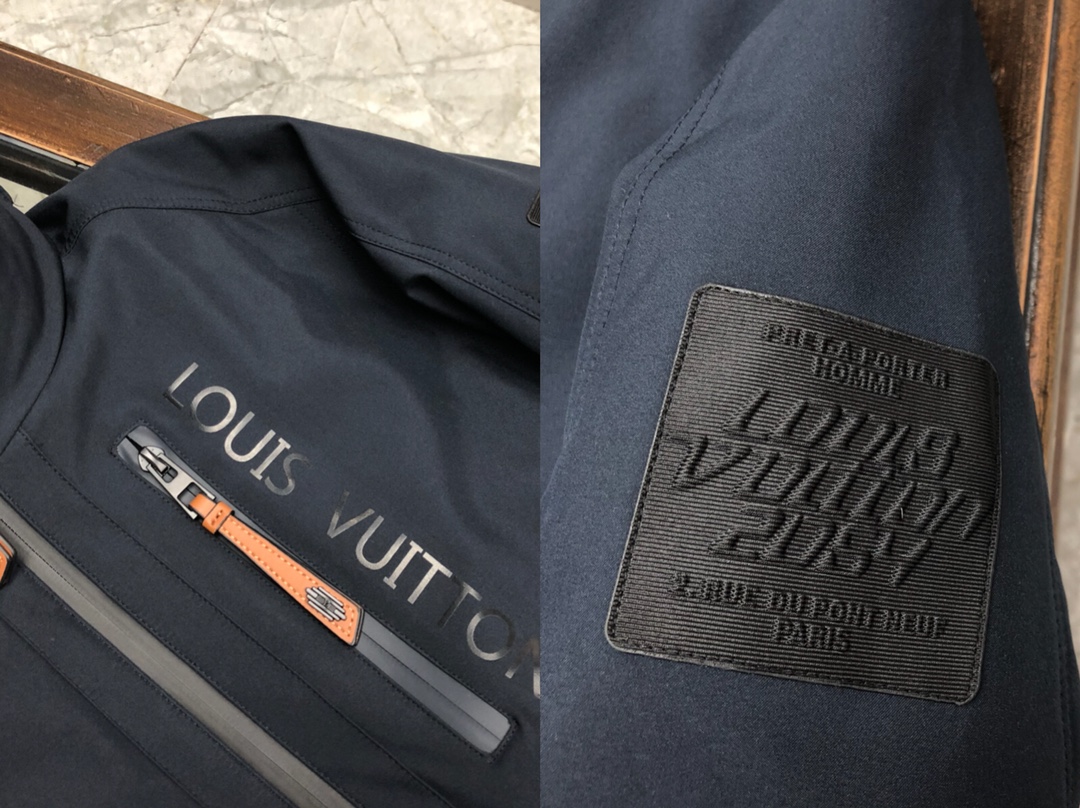 LOUIS VUITTON
PRET A PORTER
HOMME
LOUIS
VUITTON
2054
2, RUE DU PONT NEUF
PARIS